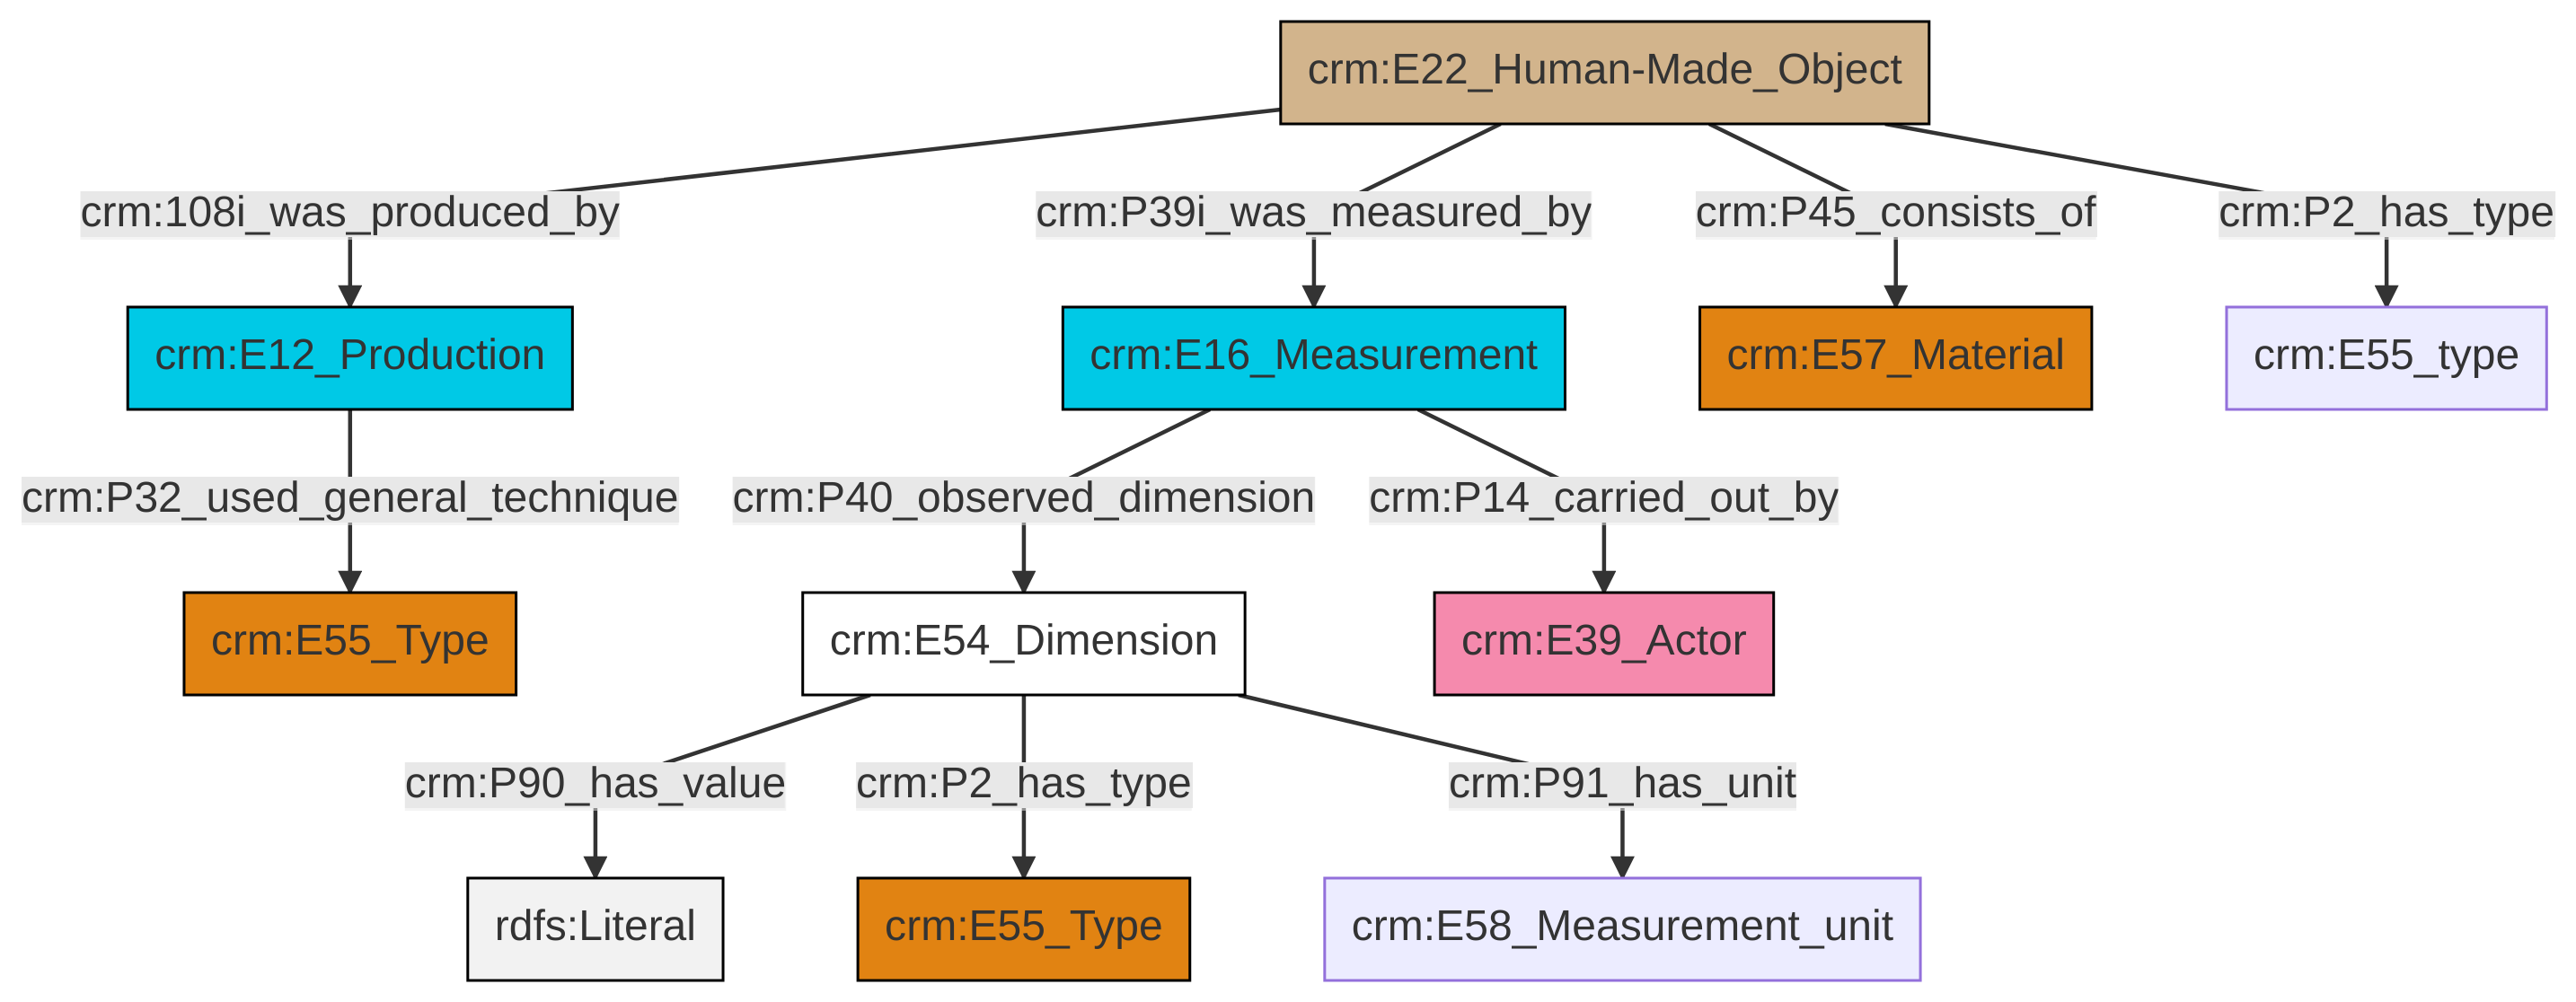 crm:E22_Human-Made_Object
crm:108i_was_produced_by
crm:P39i_was_measured_by
crm:P45_consists_of
crm:P2_has_type
crm:E12_Production
crm:E16_Measurement
crm:E57_Material
crm:E55_type
crm:P32_used_general_technique
crm:P40_observed_dimension
crm:P14_carried_out_by
crm:E55_Type
crm:E54_Dimension
crm:E39_Actor
crm:P90_has_value
crm:P2_has_type
crm:P91_has_unit
rdfs:Literal
crm:E55_Type
crm:E58_Measurement_unit